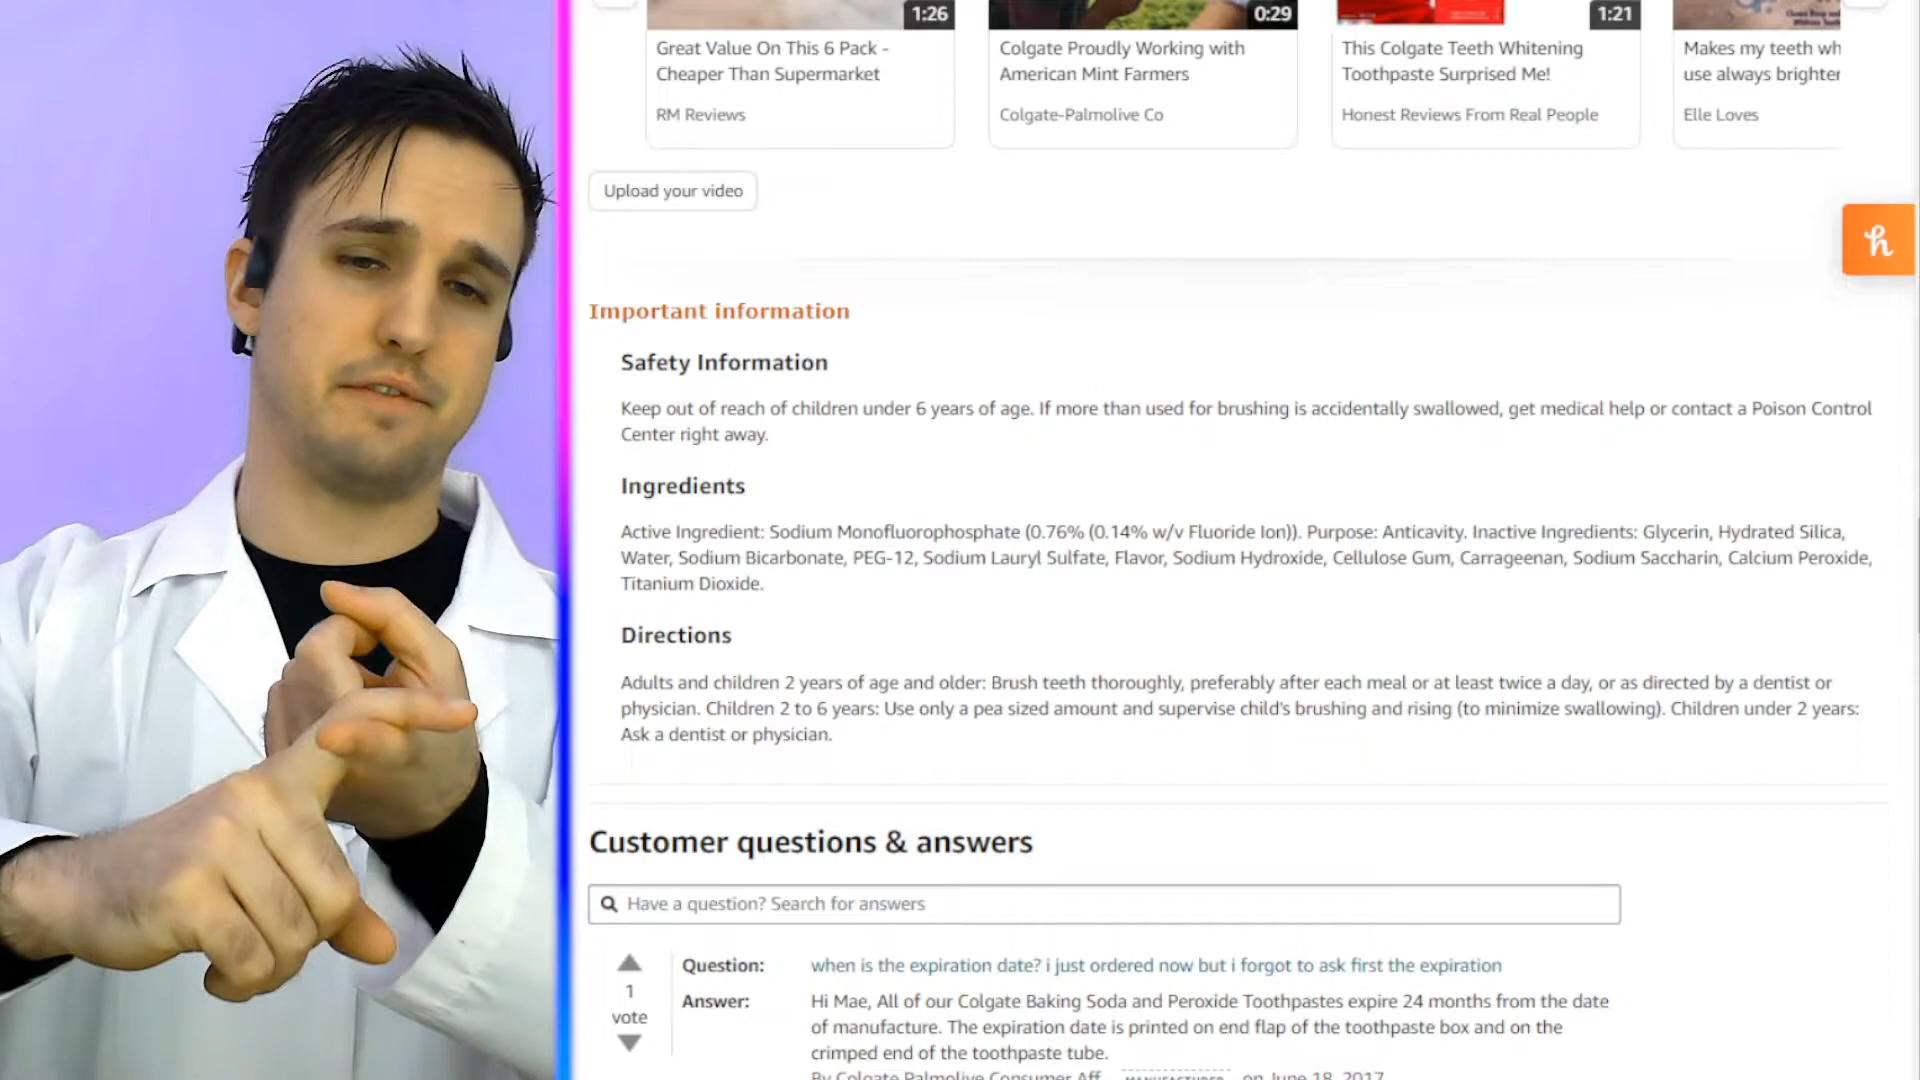 1:26
0:29
1:21
Great Value On This 6 Pack -
Cheaper Than Supermarket
RM Reviews
Colgate Proudly Working with
American Mint Farmers
Colgate-Palmolive Co
This Colgate Teeth Whitening
Toothpaste Surprised Me!
Honest Reviews From Real People
Makes my teeth wh
use always brighter
Elle Loves
Upload your video
h
Important information
Safety Information
Keep out of reach of children under 6 years of age. If more than used for brushing is accidentally swallowed, get medical help or contact a Poison Control
Center right away.
Ingredients
Active Ingredient: Sodium Monofluorophosphate (0.76% (0.14% w/v Fluoride Ion)). Purpose: Anticavity. Inactive Ingredients: Glycerin, Hydrated Silica,
Water, Sodium Bicarbonate, PEG-12, Sodium Lauryl Sulfate, Flavor, Sodium Hydroxide, Cellulose Gum, Carrageenan, Sodium Saccharin, Calcium Peroxide,
Titanium Dioxide.
Directions
Adults and children 2 years of age and older: Brush teeth thoroughly, preferably after each meal or at least twice a day, or as directed by a dentist or
physician. Children 2 to 6 years: Use only a pea sized amount and supervise child's brushing and rising (to minimize swallowing). Children under 2 years:
Ask a dentist or physician.
Customer questions & answers
Have a question? Search for answers
1
vote
Question: when is the expiration date? i just ordered now but i forgot to ask first the expiration
Answer: Hi Mae, All of our Colgate Baking Soda and Peroxide Toothpastes expire 24 months from the date
of manufacture. The expiration date is printed on end flap of the toothpaste box and on the
crimped end of the toothpaste tube.
By Colgate Palmolive Consumer Aff… MANUFACTURER on June 18, 2017